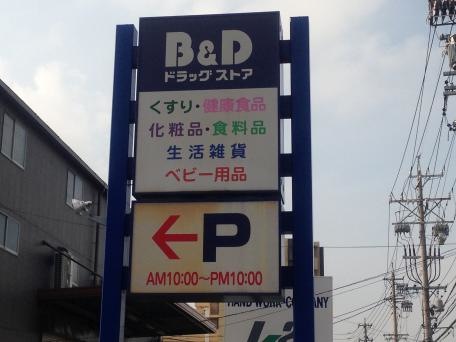 B&D
ドラッグストア
くすり・健康食品
化粧品・食料品
生活雑貨
ベビー用品
←P
AM10:00〜PM10:00
HAND WORK COMPANY